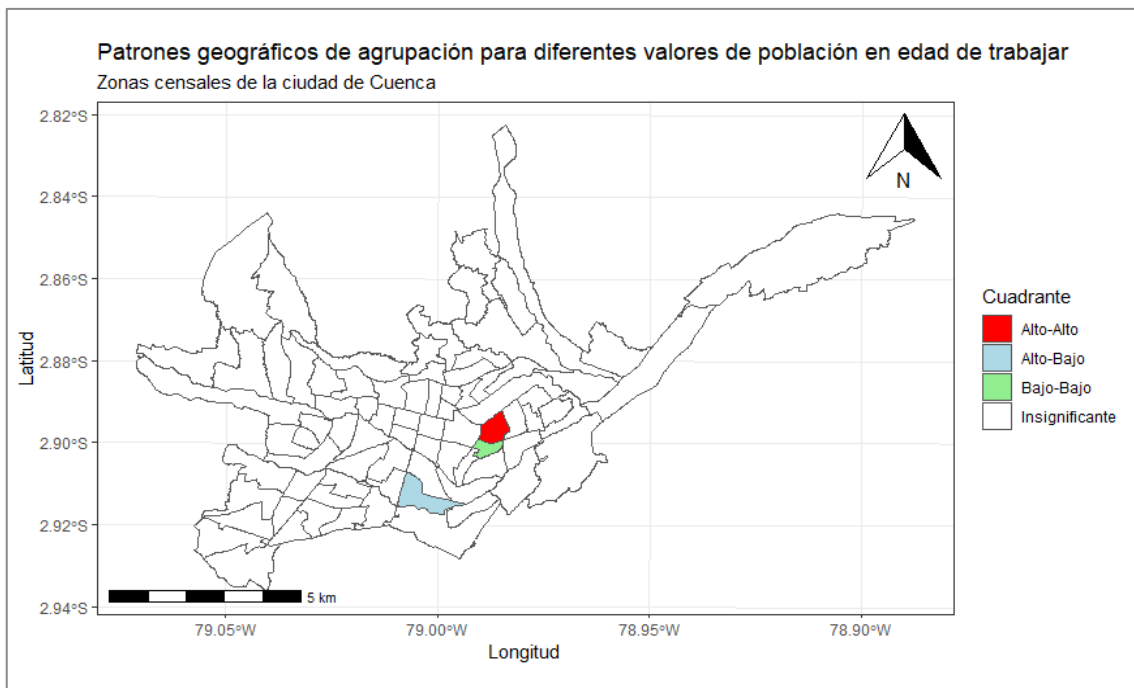 Patrones geográficos de agrupación para diferentes valores de población en edad de trabajar
Zonas censales de la ciudad de Cuenca
2.82°S
2.84°S
2.86°S
2.88°S
2.90°S
2.92°S
2.94°S
Latitud
N
5 km
79.05°W
79.00°W
78.95°W
78.90°W
Longitud
Cuadrante
Alto-Alto
Alto-Bajo
Bajo-Bajo
Insignificante